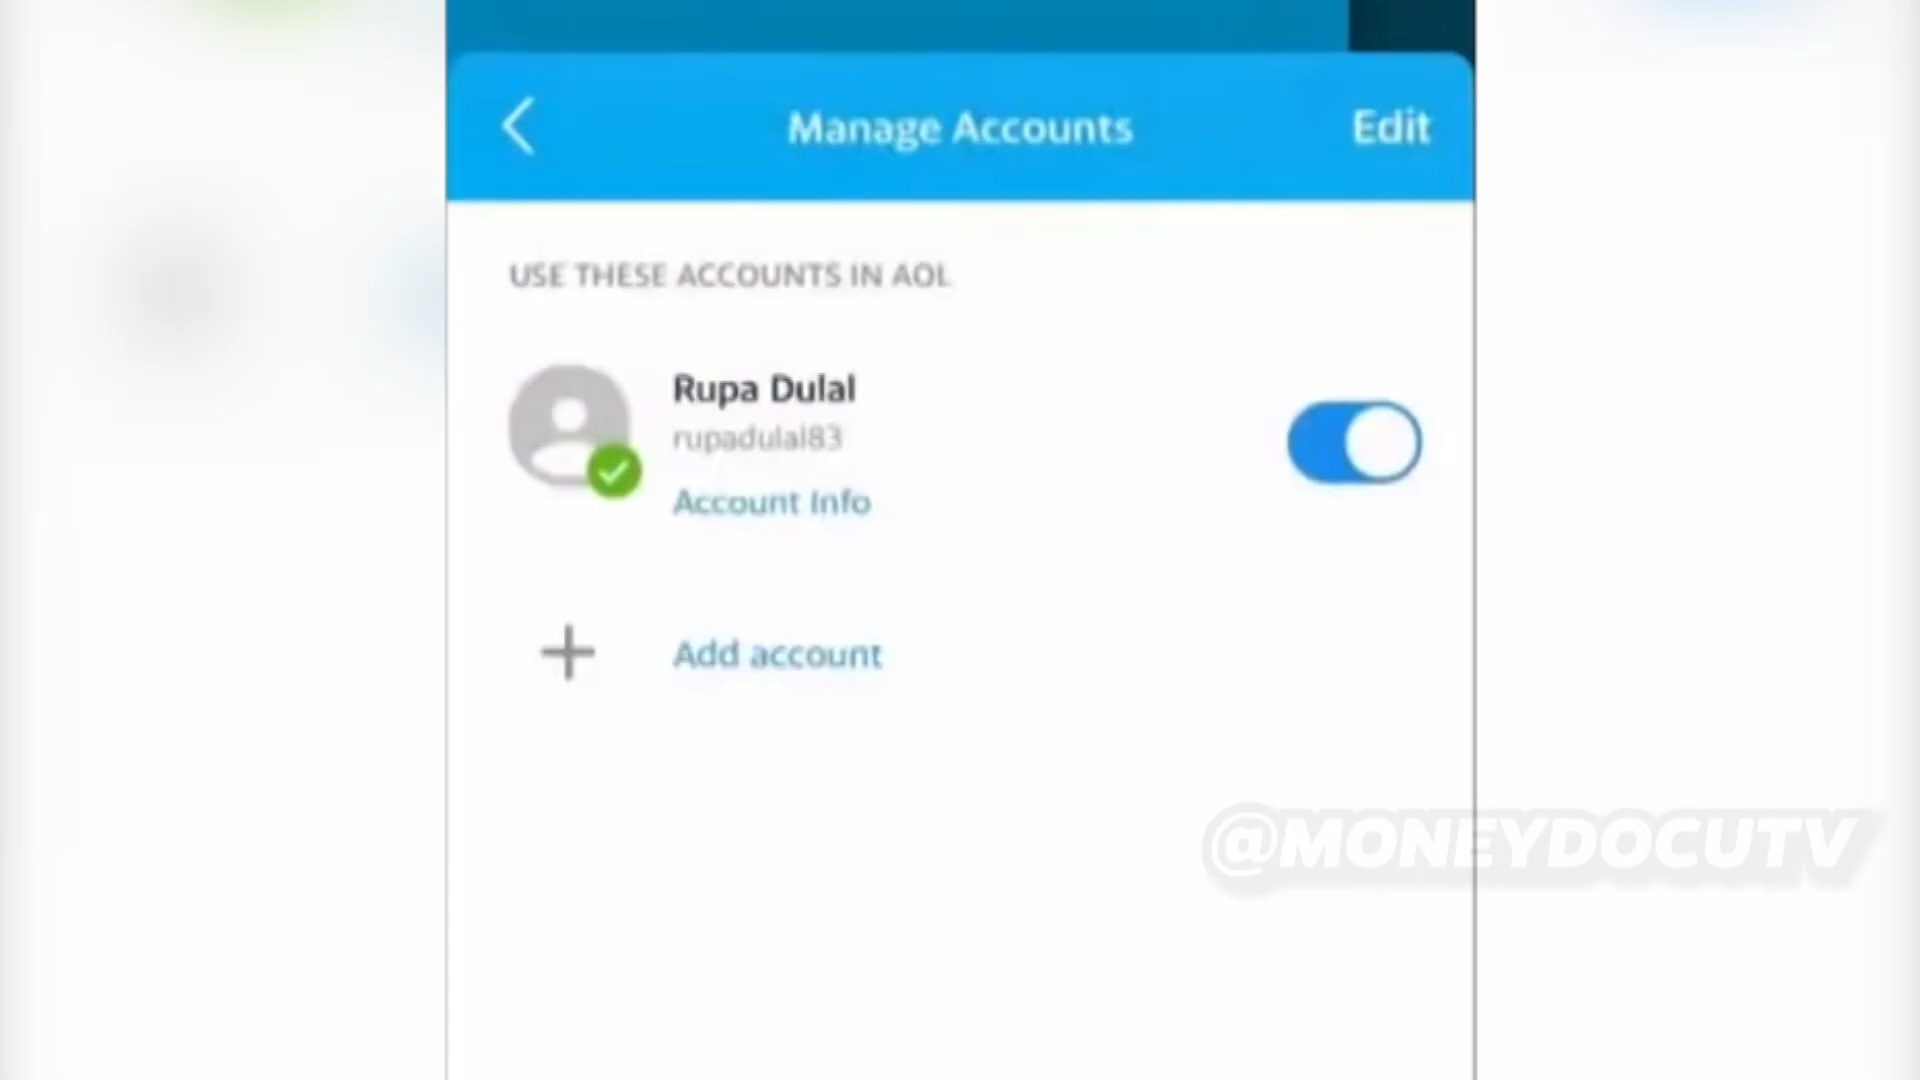 Manage Accounts
Edit
USE THESE ACCOUNTS IN AOL
Rupa Dulal
rupadulal83
Account Info
Add account
@MONEYDOCUTV